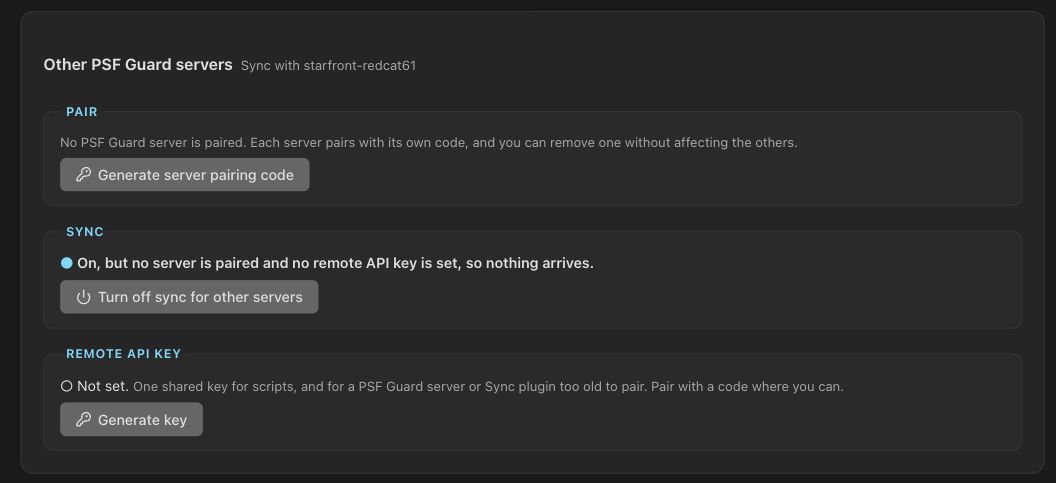 Other PSF Guard servers Sync with starfront-redcat61
PAIR
No PSF Guard server is paired. Each server pairs with its own code, and you can remove one without affecting the others.
Generate server pairing code
SYNC
On, but no server is paired and no remote API key is set, so nothing arrives.
Turn off sync for other servers
REMOTE API KEY
Not set. One shared key for scripts, and for a PSF Guard server or Sync plugin too old to pair. Pair with a code where you can.
Generate key